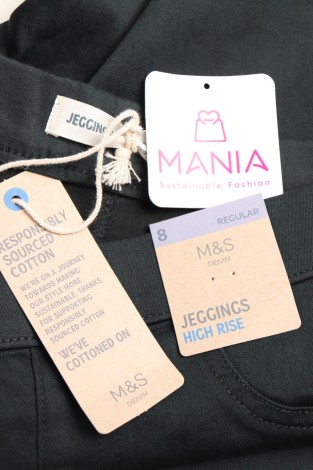 JEGGINGS
MANIA
Sustainable Fashion
8 REGULAR
M&S
DENIM
JEGGINGS
HIGH RISE
RESPONSIBLY
SOURCED
COTTON
WE'RE ON A JOURNEY
TOWARDS MAKING
OUR STYLE MORE
SUSTAINABLE. THANKS
FOR SUPPORTING
RESPONSIBLY
SOURCED COTTON
WE'VE
COTTONED ON
M&S
DENIM